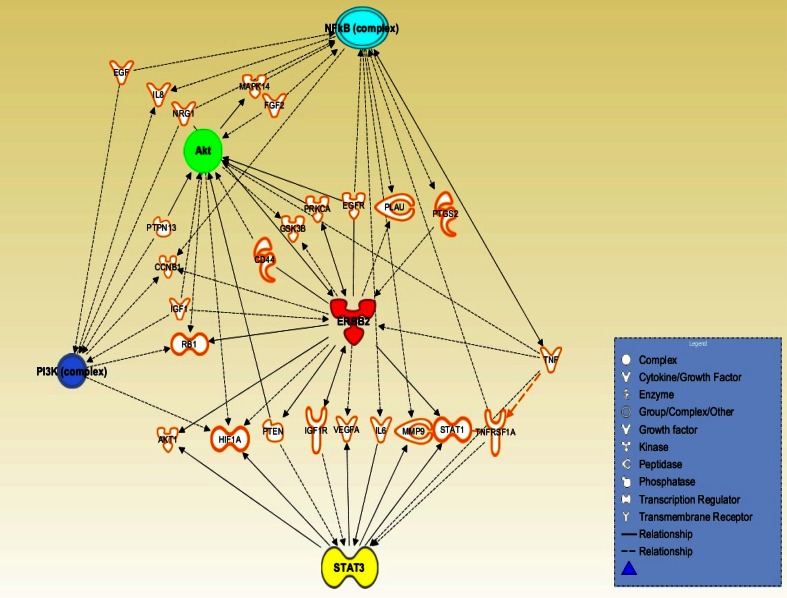 NFkB (complex)
EGF
IL8
MAPK14
NRG1
FGF2
Akt
PRKCA
EGFR
PLAU
PTGS2
PTPN13
GSK3B
CCNB1
CD44
IGF1
ERBB2
RB1
TNF
PI3K (complex)
AKT1
HIF1A
PTEN
IGF1R
VEGFA
IL6
MMP9
STAT1
TNFRSF1A
STAT3
Legend
Complex
Cytokine/Growth Factor
Enzyme
Group/Complex/Other
Growth factor
Kinase
Peptidase
Phosphatase
Transcription Regulator
Transmembrane Receptor
Relationship
Relationship